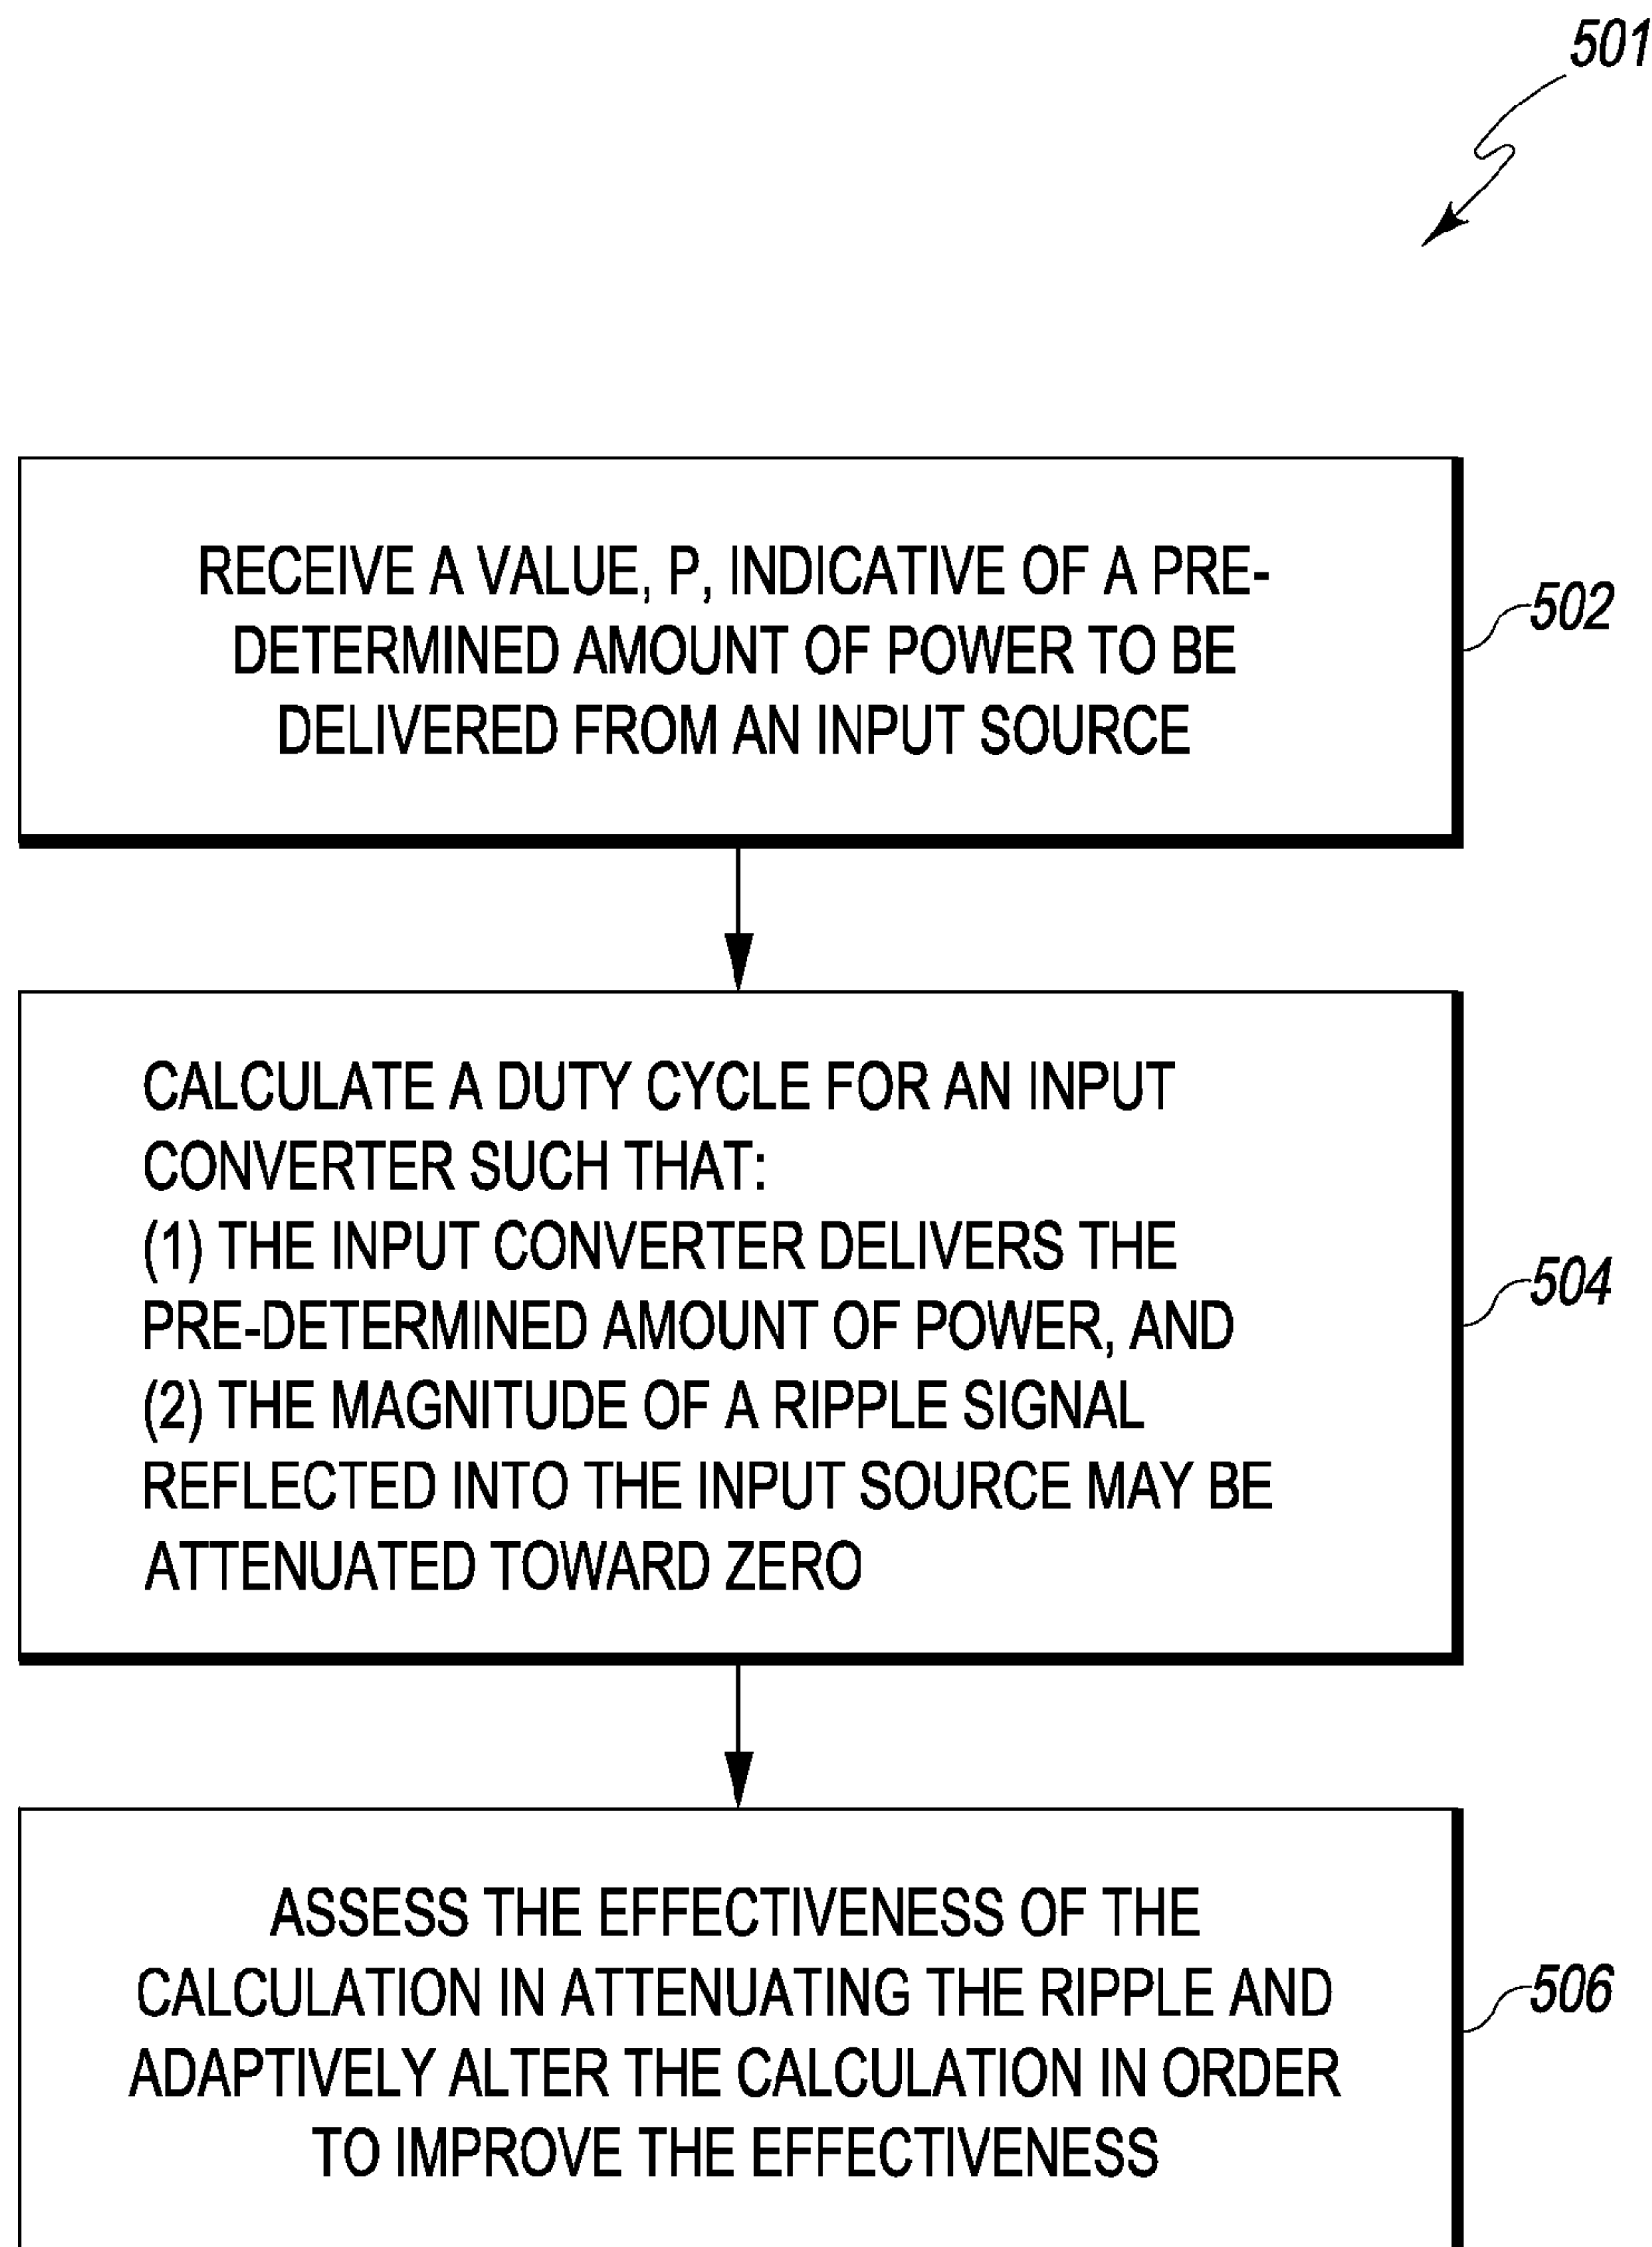 501
RECEIVE A VALUE, P, INDICATIVE OF A PRE-
DETERMINED AMOUNT OF POWER TO BE
DELIVERED FROM AN INPUT SOURCE
502
CALCULATE A DUTY CYCLE FOR AN INPUT
CONVERTER SUCH THAT:
(1) THE INPUT CONVERTER DELIVERS THE
PRE-DETERMINED AMOUNT OF POWER, AND
(2) THE MAGNITUDE OF A RIPPLE SIGNAL
REFLECTED INTO THE INPUT SOURCE MAY BE
ATTENUATED TOWARD ZERO
504
ASSESS THE EFFECTIVENESS OF THE
CALCULATION IN ATTENUATING THE RIPPLE AND
ADAPTIVELY ALTER THE CALCULATION IN ORDER
TO IMPROVE THE EFFECTIVENESS
506